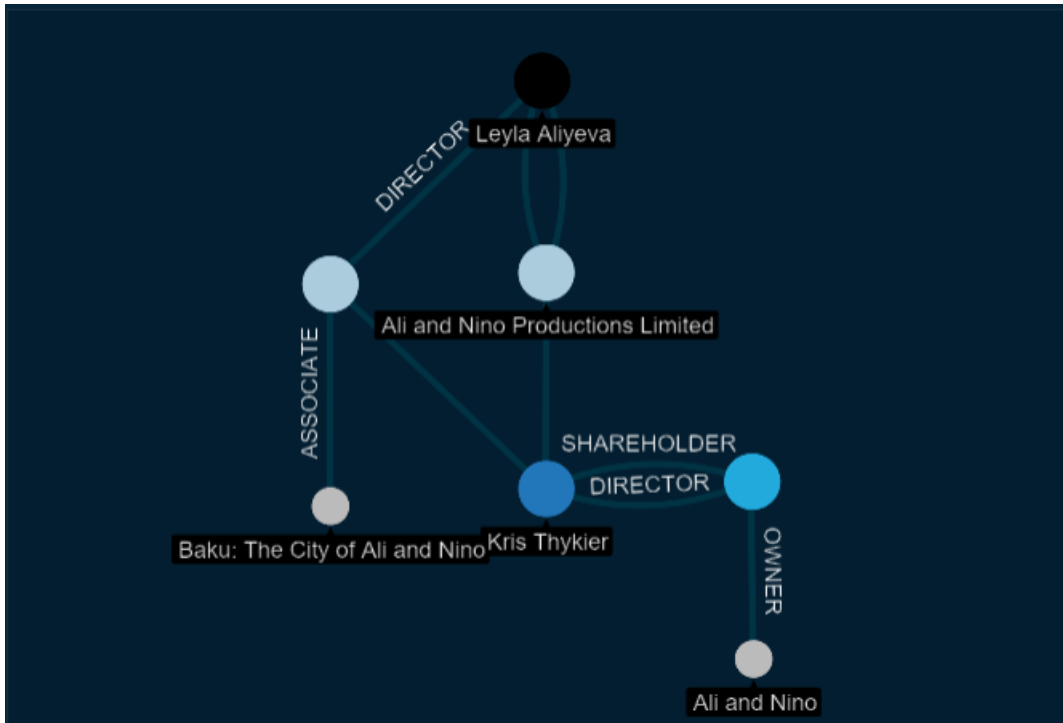 Leyla Aliyeva
DIRECTOR
Ali and Nino Productions Limited
ASSOCIATE
SHAREHOLDER
DIRECTOR
Baku: The City of Ali and Nino
Kris Thykier
OWNER
Ali and Nino